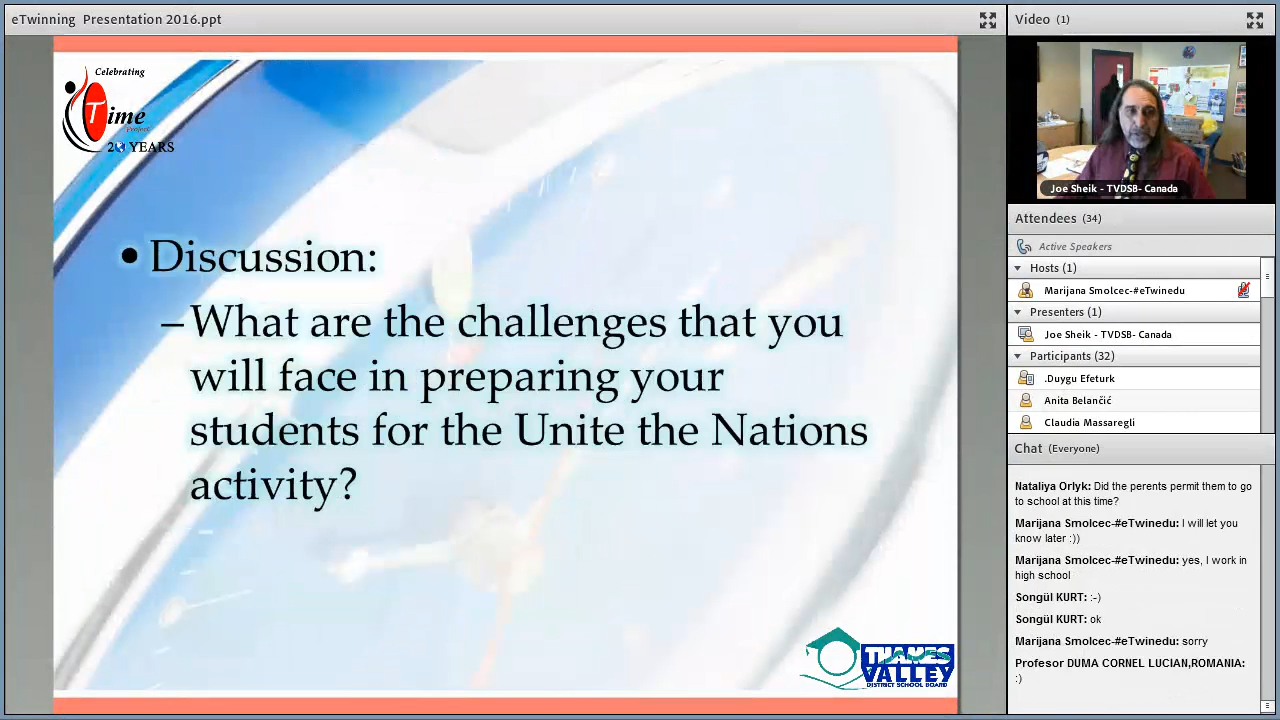 eTwinning  Presentation 2016.ppt
Celebrating
Time
Project
20 YEARS
• Discussion:
–What are the challenges that you
will face in preparing your
students for the Unite the Nations
activity?
THAMES
VALLEY
DISTRICT SCHOOL BOARD
Video (1)
Joe Sheik - TVDSB- Canada
Attendees (34)
Active Speakers
Hosts (1)
Marijana Smolcec-#eTwinedu
Presenters (1)
Joe Sheik - TVDSB-Canada
Participants (32)
.Duygu Efeturk
Anita Belančić
Claudia Massaregli
Chat (Everyone)
Nataliya Orlyk: Did the perents permit them to go
to school at this time?
Marijana Smolcec-#eTwinedu: I will let you
know later :))
Marijana Smolcec-#eTwinedu: yes, I work in
high school
Songül KURT: :-)
Songül KURT: ok
Marijana Smolcec-#eTwinedu: sorry
Profesor DUMA CORNEL LUCIAN,ROMANIA:
:)